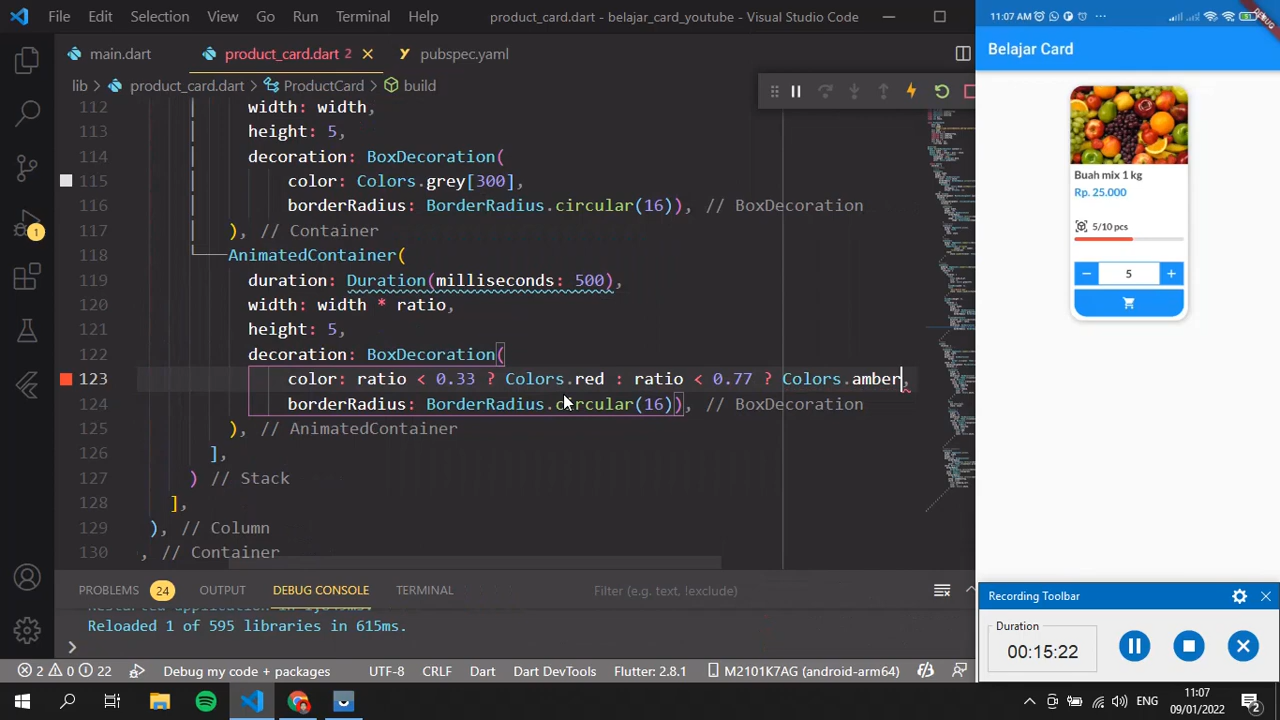 File Edit Selection View Go Run Terminal Help product_card.dart - belajar_card_youtube - Visual Studio Code
main.dart product_card.dart 2 pubspec.yaml
lib > product_card.dart > ProductCard > build
112 width: width,
113 height: 5,
114 decoration: BoxDecoration(
115 color: Colors.grey[300],
116 borderRadius: BorderRadius.circular(16)), // BoxDecoration
117 ), // Container
118 AnimatedContainer(
119 duration: Duration(milliseconds: 500),
120 width: width * ratio,
121 height: 5,
122 decoration: BoxDecoration(
123 color: ratio < 0.33 ? Colors.red : ratio < 0.77 ? Colors.amber,
124 borderRadius: BorderRadius.circular(16)), // BoxDecoration
125 ), // AnimatedContainer
126 ],
127 ) // Stack
128 ],
129 ), // Column
130 , // Container
1
PROBLEMS 24 OUTPUT DEBUG CONSOLE TERMINAL Filter (e.g. text, !exclude)
Reloaded 1 of 595 libraries in 615ms.
>
2 0 22 Debug my code + packages UTF-8 CRLF Dart Dart DevTools Flutter: 2.8.1 M2101K7AG (android-arm64)
11:07 AM
DEBUG
Belajar Card
Buah mix 1 kg
Rp. 25.000
5/10 pcs
− 5 +
Recording Toolbar
Duration
00:15:22
ENG
11:07
09/01/2022
2